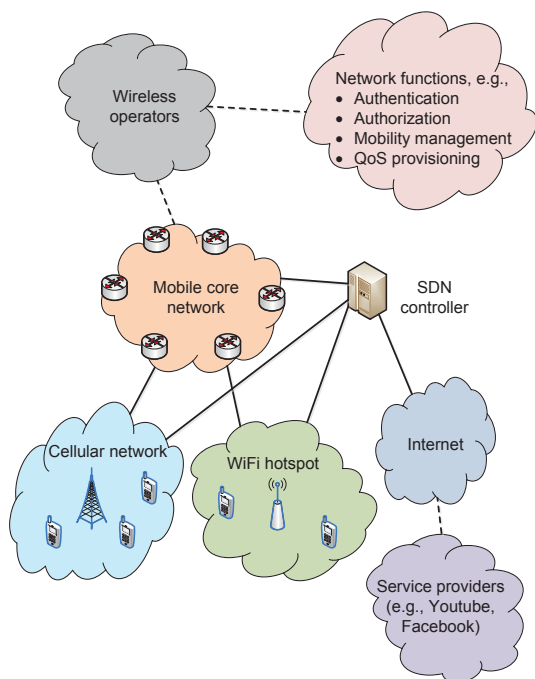 Wireless
operators
Network functions, e.g.,
• Authentication
• Authorization
• Mobility management
• QoS provisioning
Mobile core
network
SDN
controller
Cellular network
WiFi hotspot
Internet
Service providers
(e.g., Youtube,
Facebook)